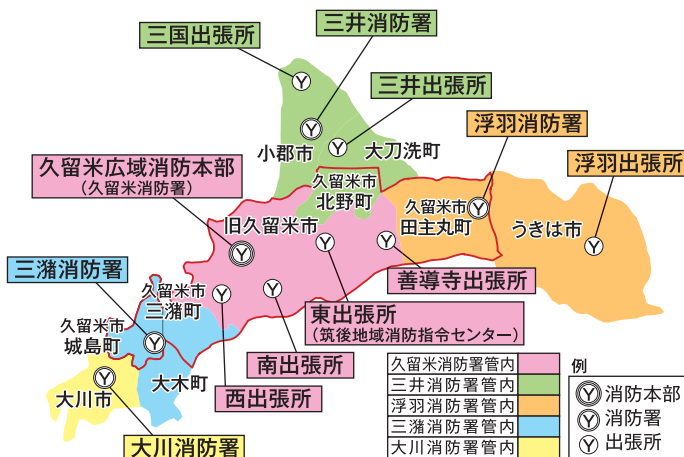 三井消防署
三国出張所
三井出張所
浮羽消防署
小郡市
大刀洗町
浮羽出張所
久留米広域消防本部
（久留米消防署）
久留米市
北野町
久留米市
田主丸町
旧久留米市
うきは市
三潴消防署
善導寺出張所
久留米市
三潴町
東出張所
（筑後地域消防指令センター）
久留米市
城島町
南出張所
大木町
西出張所
大川市
大川消防署
久留米消防署管内
三井消防署管内
浮羽消防署管内
三潴消防署管内
大川消防署管内
例
Y 消防本部
Y 消防署
Y 出張所